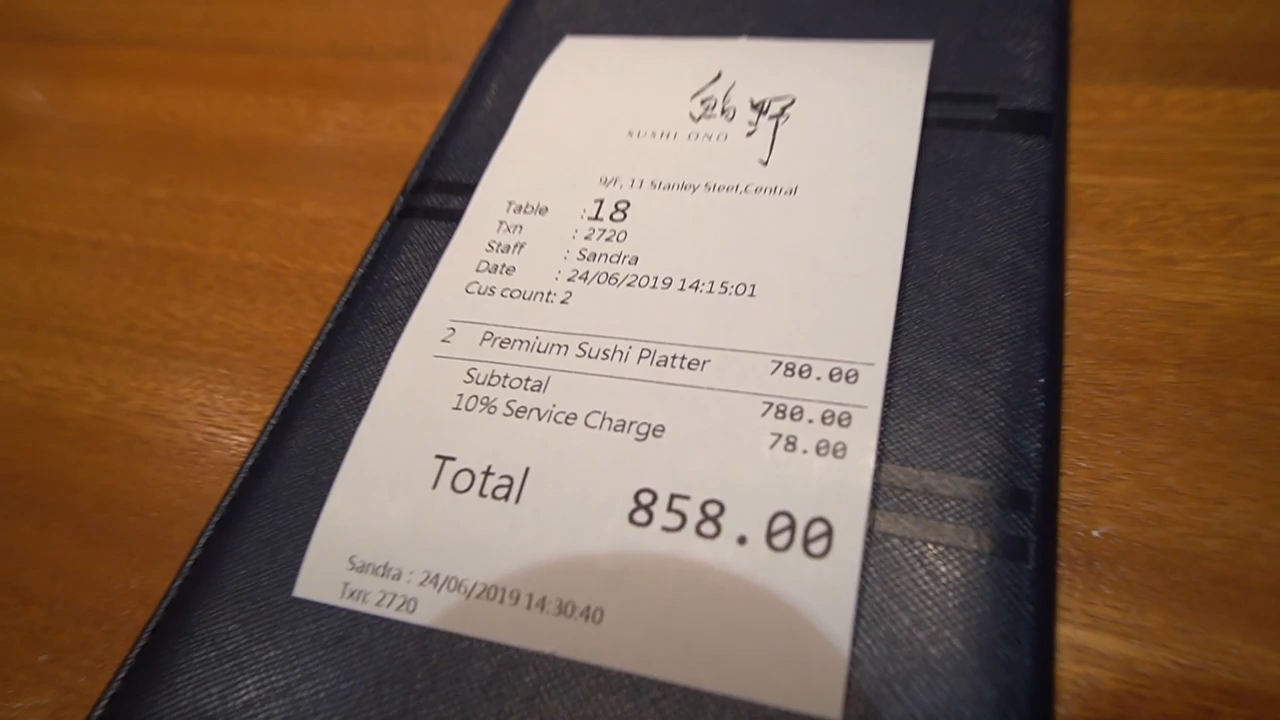 鮨野
SUSHI ONO
9/F, 11 Stanley Steet,Central
Table :18
Txn : 2720
Staff : Sandra
Date : 24/06/2019 14:15:01
Cus count: 2
2 Premium Sushi Platter 780.00
Subtotal 780.00
10% Service Charge 78.00
Total 858.00
Sandra : 24/06/2019 14:30:40
Txn: 2720